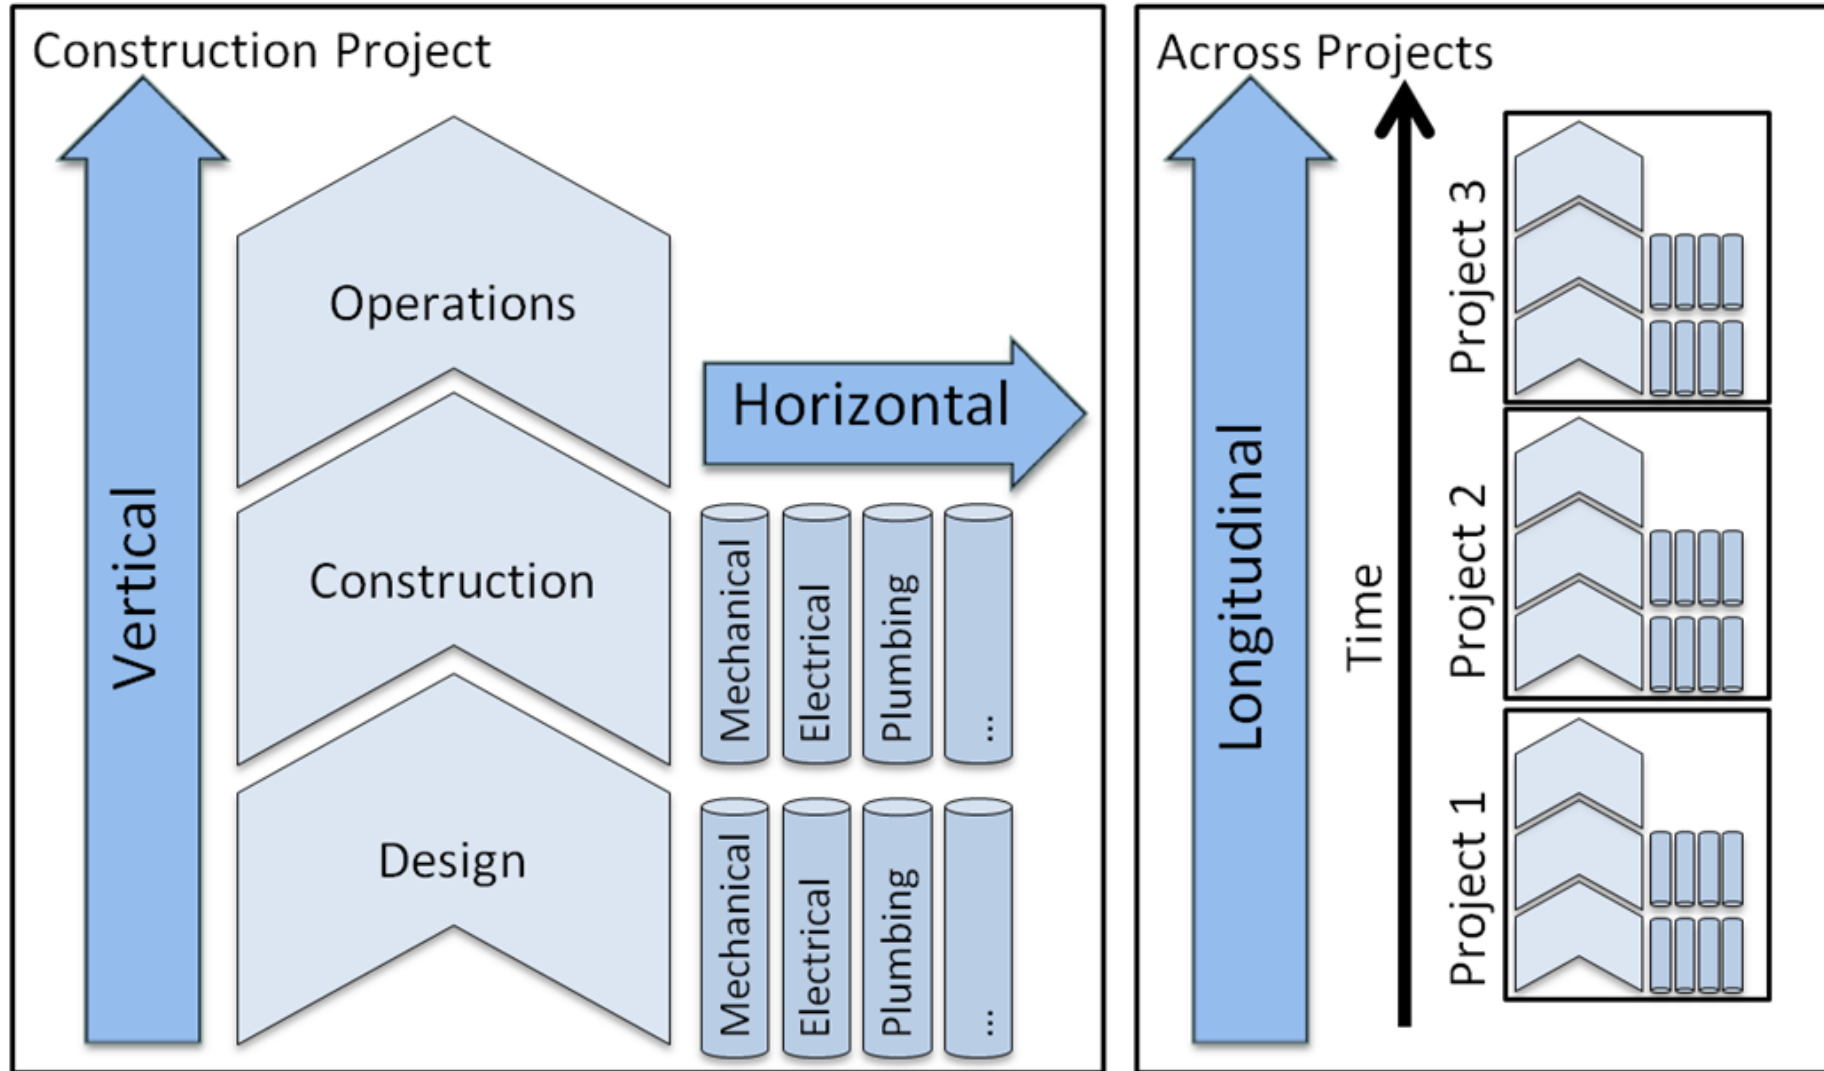 Construction Project
Vertical
Operations
Construction
Design
Horizontal
Mechanical
Electrical
Plumbing
...
Mechanical
Electrical
Plumbing
...
Across Projects
Longitudinal
Time
Project 3
Project 2
Project 1